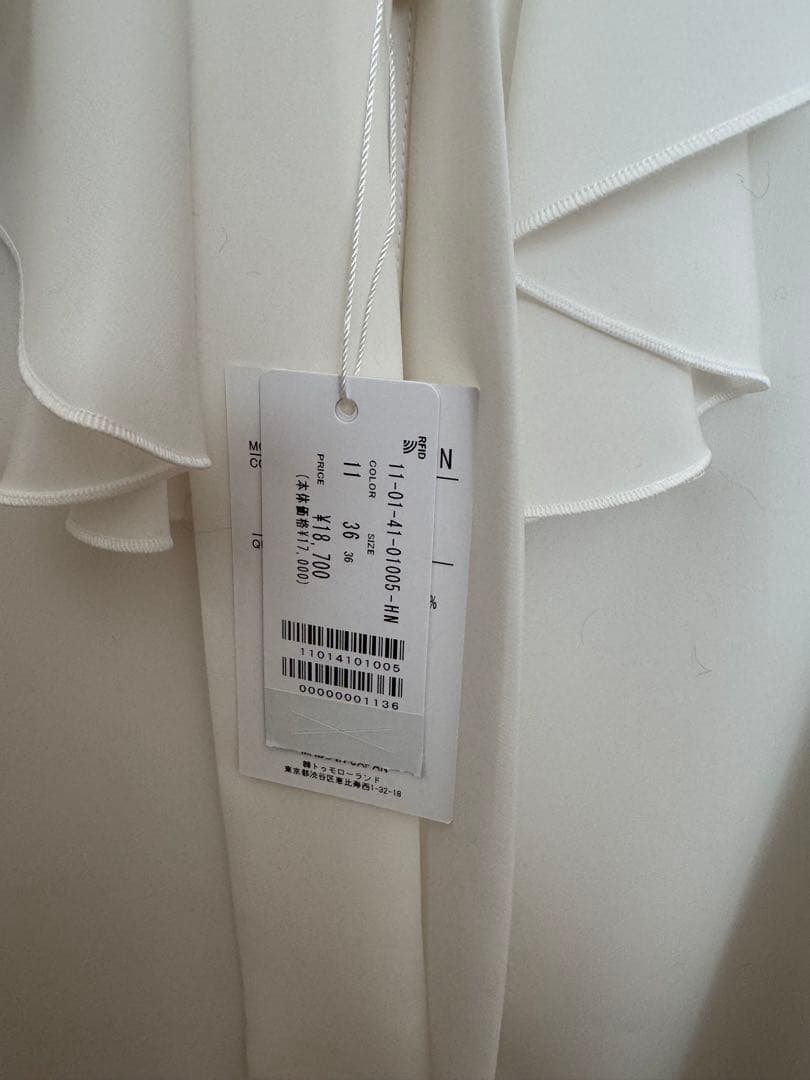 RFID
11-01-41-01005-HN
COLOR SIZE
11 36 36
PRICE
¥18,700
(本体価格¥17,000)
11014101005
00000001136
N
%
㈱トゥモローランド
東京都渋谷区恵比寿西1-32-18